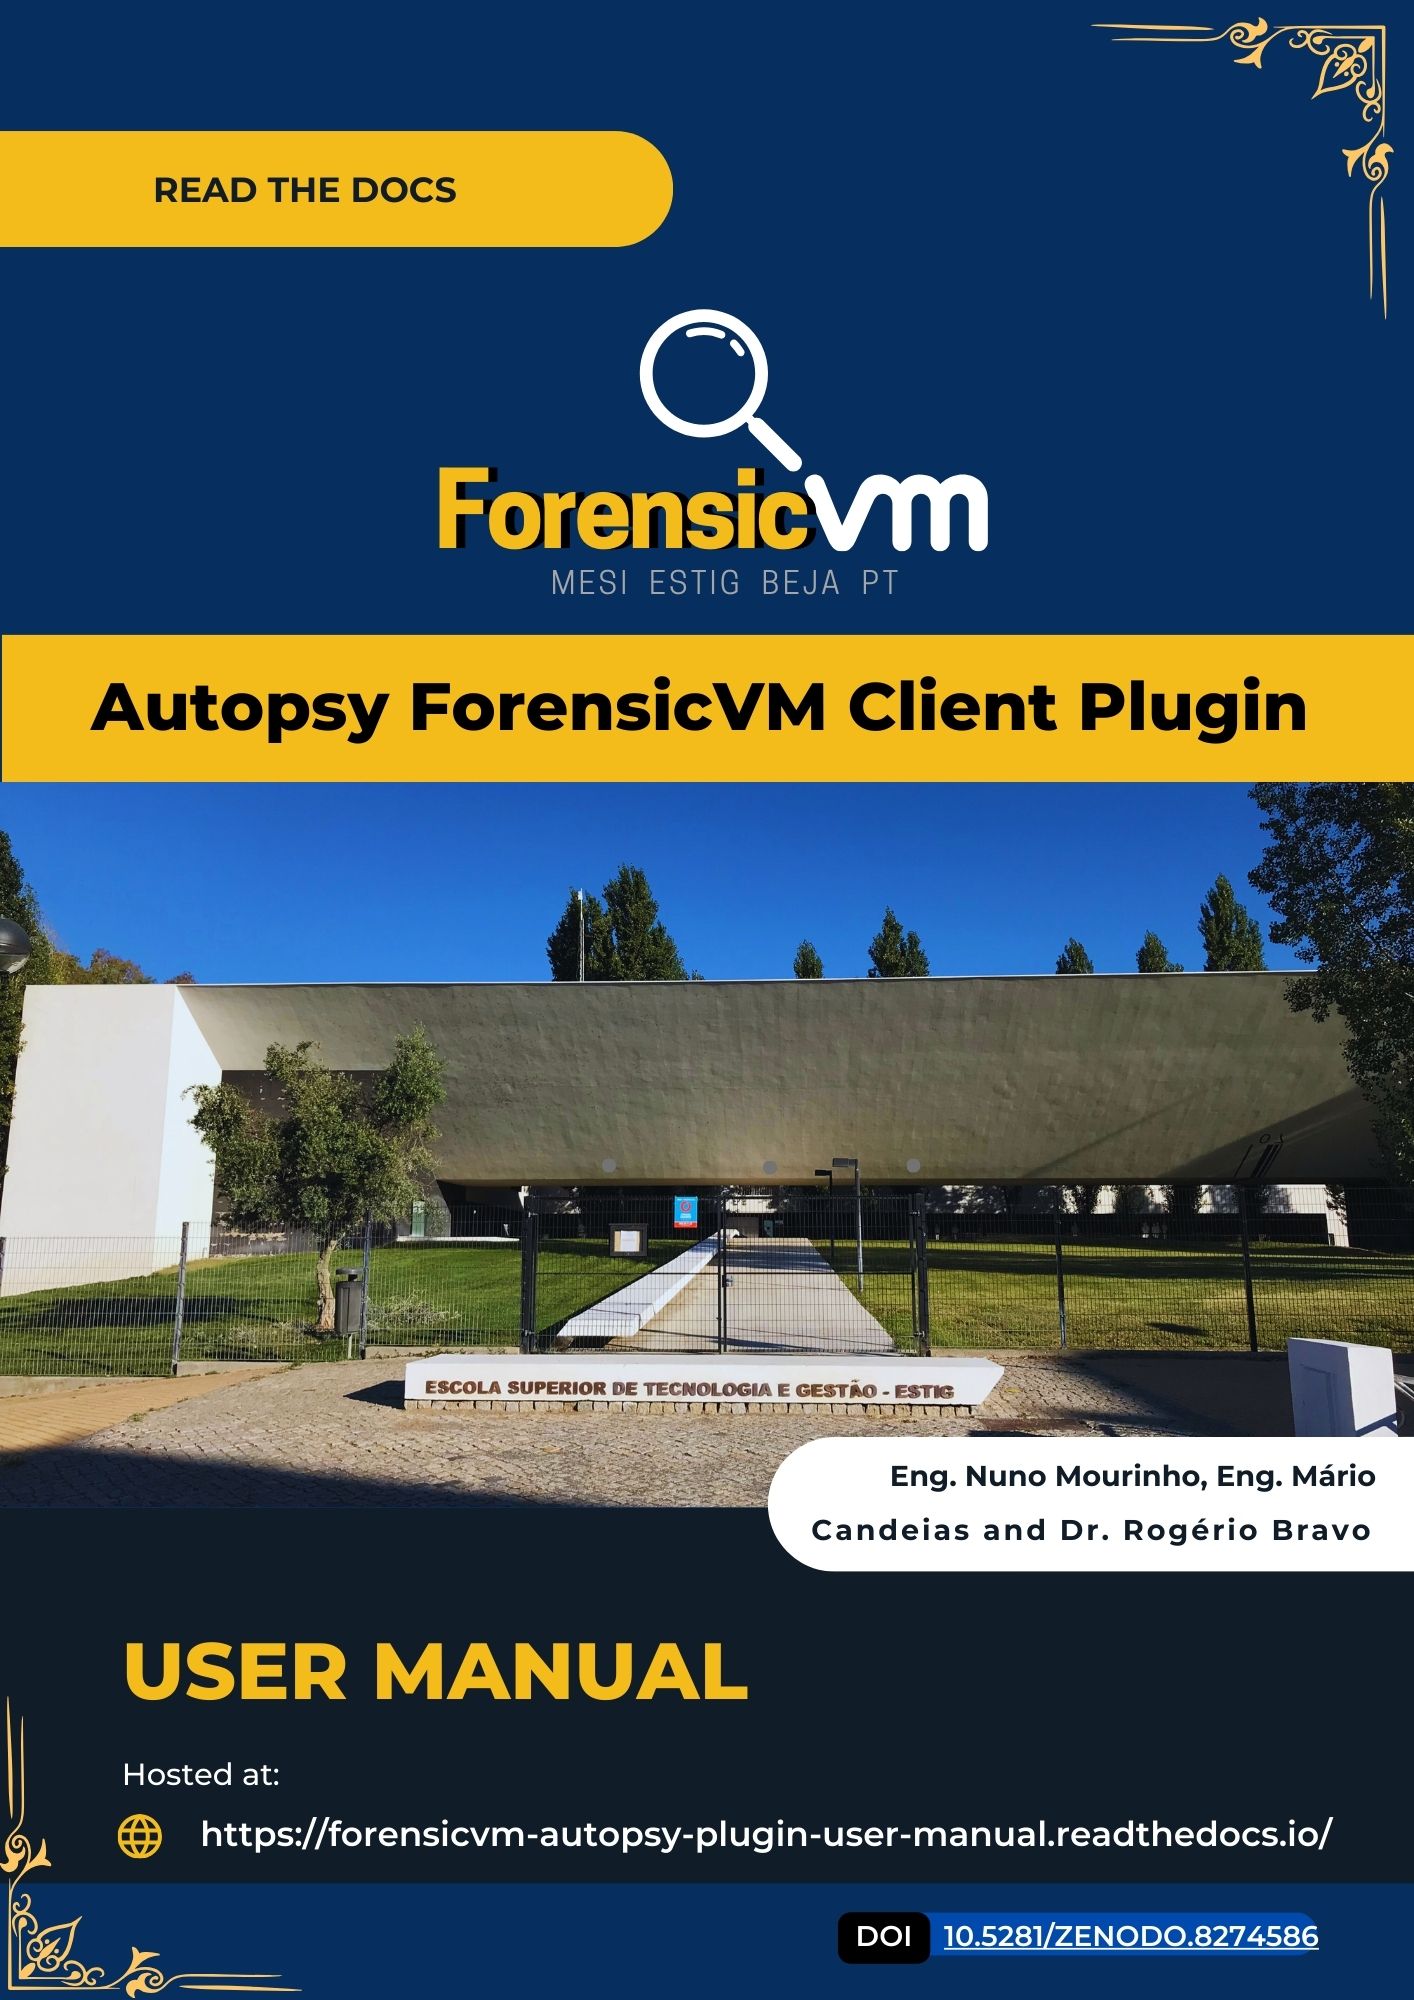 READ THE DOCS
Forensicvm
MESI ESTIG BEJA PT
Autopsy ForensicVM Client Plugin
ESCOLA SUPERIOR DE TECNOLOGIA E GESTÃO - ESTIG
Eng. Nuno Mourinho, Eng. Mário
Candeias and Dr. Rogério Bravo
USER MANUAL
Hosted at:
https://forensicvm-autopsy-plugin-user-manual.readthedocs.io/
DOI 10.5281/ZENODO.8274586